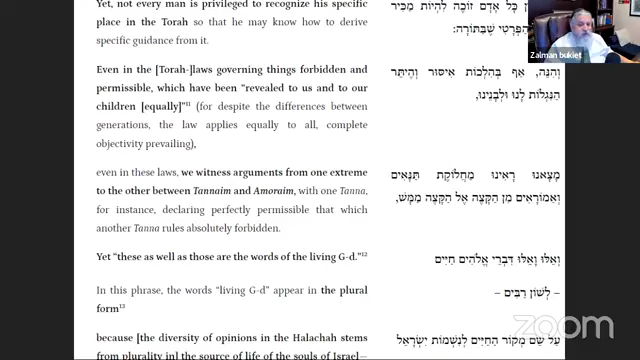 Yet, not every man is privileged to recognize his specific
place in the Torah so that he may know how to derive
specific guidance from it.
Even in the [Torah-]laws governing things forbidden and
permissible, which have been “revealed to us and to our
children [equally]”11 (for despite the differences between
generations, the law applies equally to all, complete
objectivity prevailing),
even in these laws, we witness arguments from one extreme
to the other between Tannaim and Amoraim, with one Tanna,
for instance, declaring perfectly permissible that which
another Tanna rules absolutely forbidden.
Yet “these as well as those are the words of the living G-d.”12
In this phrase, the words “living G-d” appear in the plural
form13
because [the diversity of opinions in the Halachah stems
from plurality in] the source of life of the souls of Israel—
כָל אָדָם זוֹכֶה לִהְיוֹת מַכִּיר
הַפְּרָטִי שֶׁבַּתּוֹרָה:
וְהִנֵּה, אַף בְּהִלְכוֹת אִיסּוּר וְהֶיתֵּר
הַנִּגְלוֹת לָנוּ וּלְבָנֵינוּ,
מָצָאנוּ רָאִינוּ מַחֲלוֹקֶת תַּנָּאִים
וְאָמוֹרָאִים מִן הַקָּצֶה אֶל הַקָּצֶה מַמָּשׁ,
וְאֵלּוּ וָאֵלּוּ דִּבְרֵי אֱלֹהִים חַיִּים
– לְשׁוֹן רַבִּים –
עַל שֵׁם מְקוֹר הַחַיִּים לְנִשְׁמוֹת יִשְׂרָאֵל
Zalman bukiet
zoom